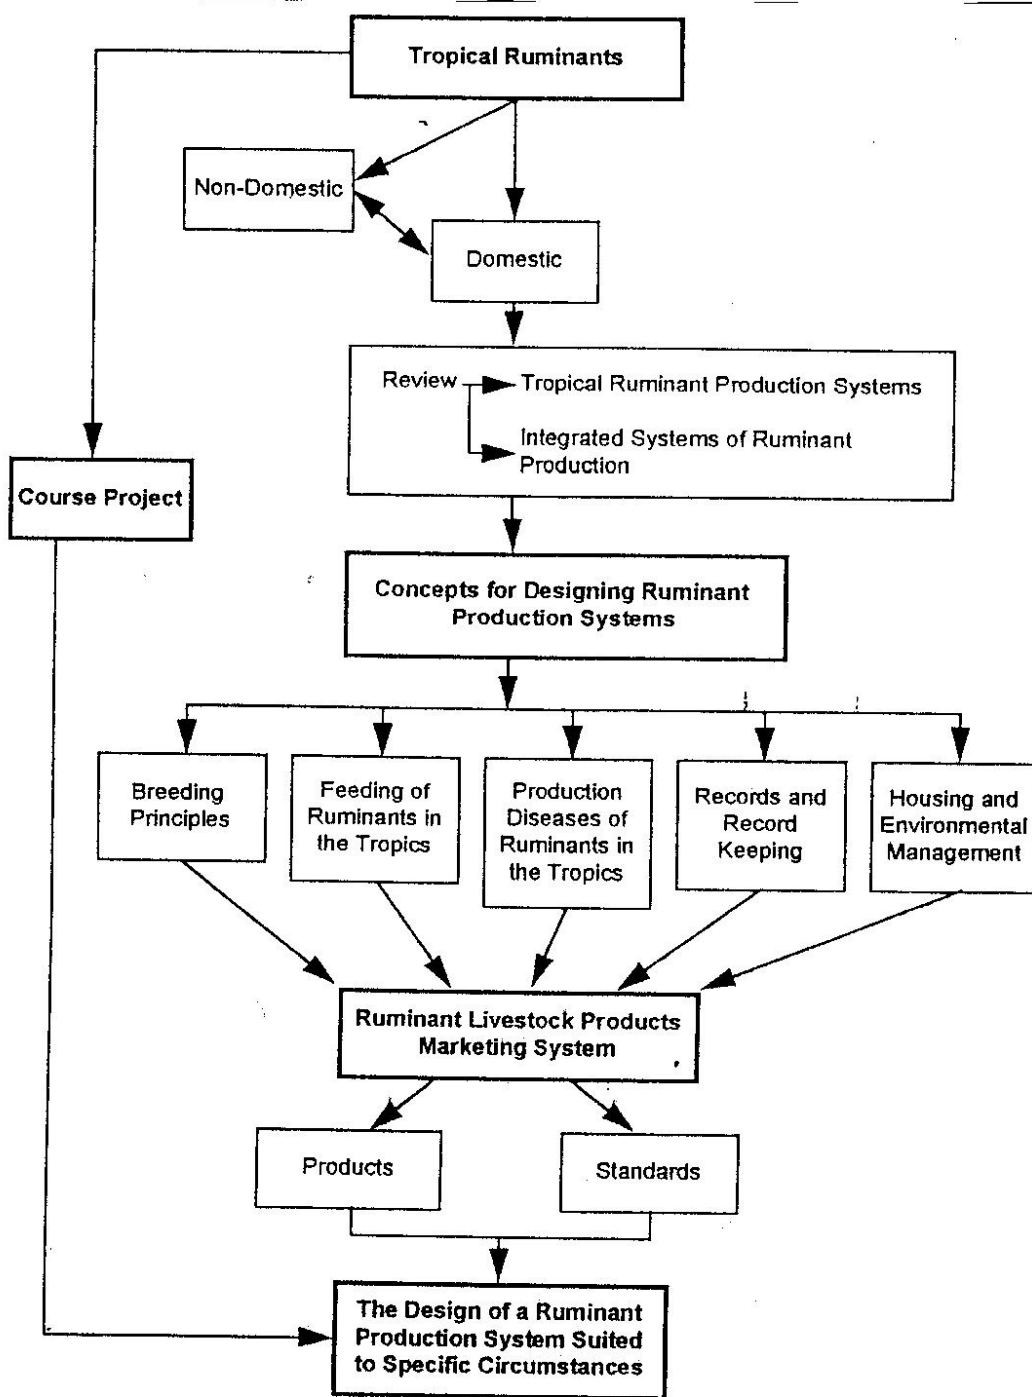 Tropical Ruminants
Non-Domestic
Domestic
Review
Tropical Ruminant Production Systems
Integrated Systems of Ruminant
Production
Course Project
Concepts for Designing Ruminant
Production Systems
Breeding
Principles
Feeding of
Ruminants in
the Tropics
Production
Diseases of
Ruminants in
the Tropics
Records and
Record
Keeping
Housing and
Environmental
Management
Ruminant Livestock Products
Marketing System
Products
Standards
The Design of a Ruminant
Production System Suited
to Specific Circumstances